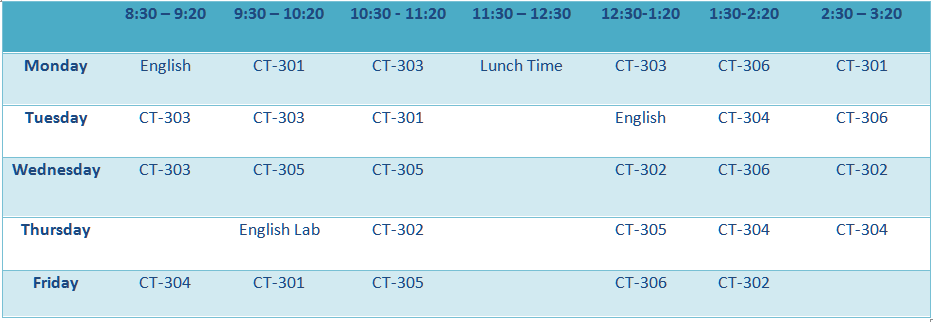 8:30 – 9:20 9:30 – 10:20 10:30 - 11:20 11:30 – 12:30 12:30-1:20 1:30-2:20 2:30 – 3:20
Monday English CT-301 CT-303 Lunch Time CT-303 CT-306 CT-301
Tuesday CT-303 CT-303 CT-301 English CT-304 CT-306
Wednesday CT-303 CT-305 CT-305 CT-302 CT-306 CT-302
Thursday English Lab CT-302 CT-305 CT-304 CT-304
Friday CT-304 CT-301 CT-305 CT-306 CT-302